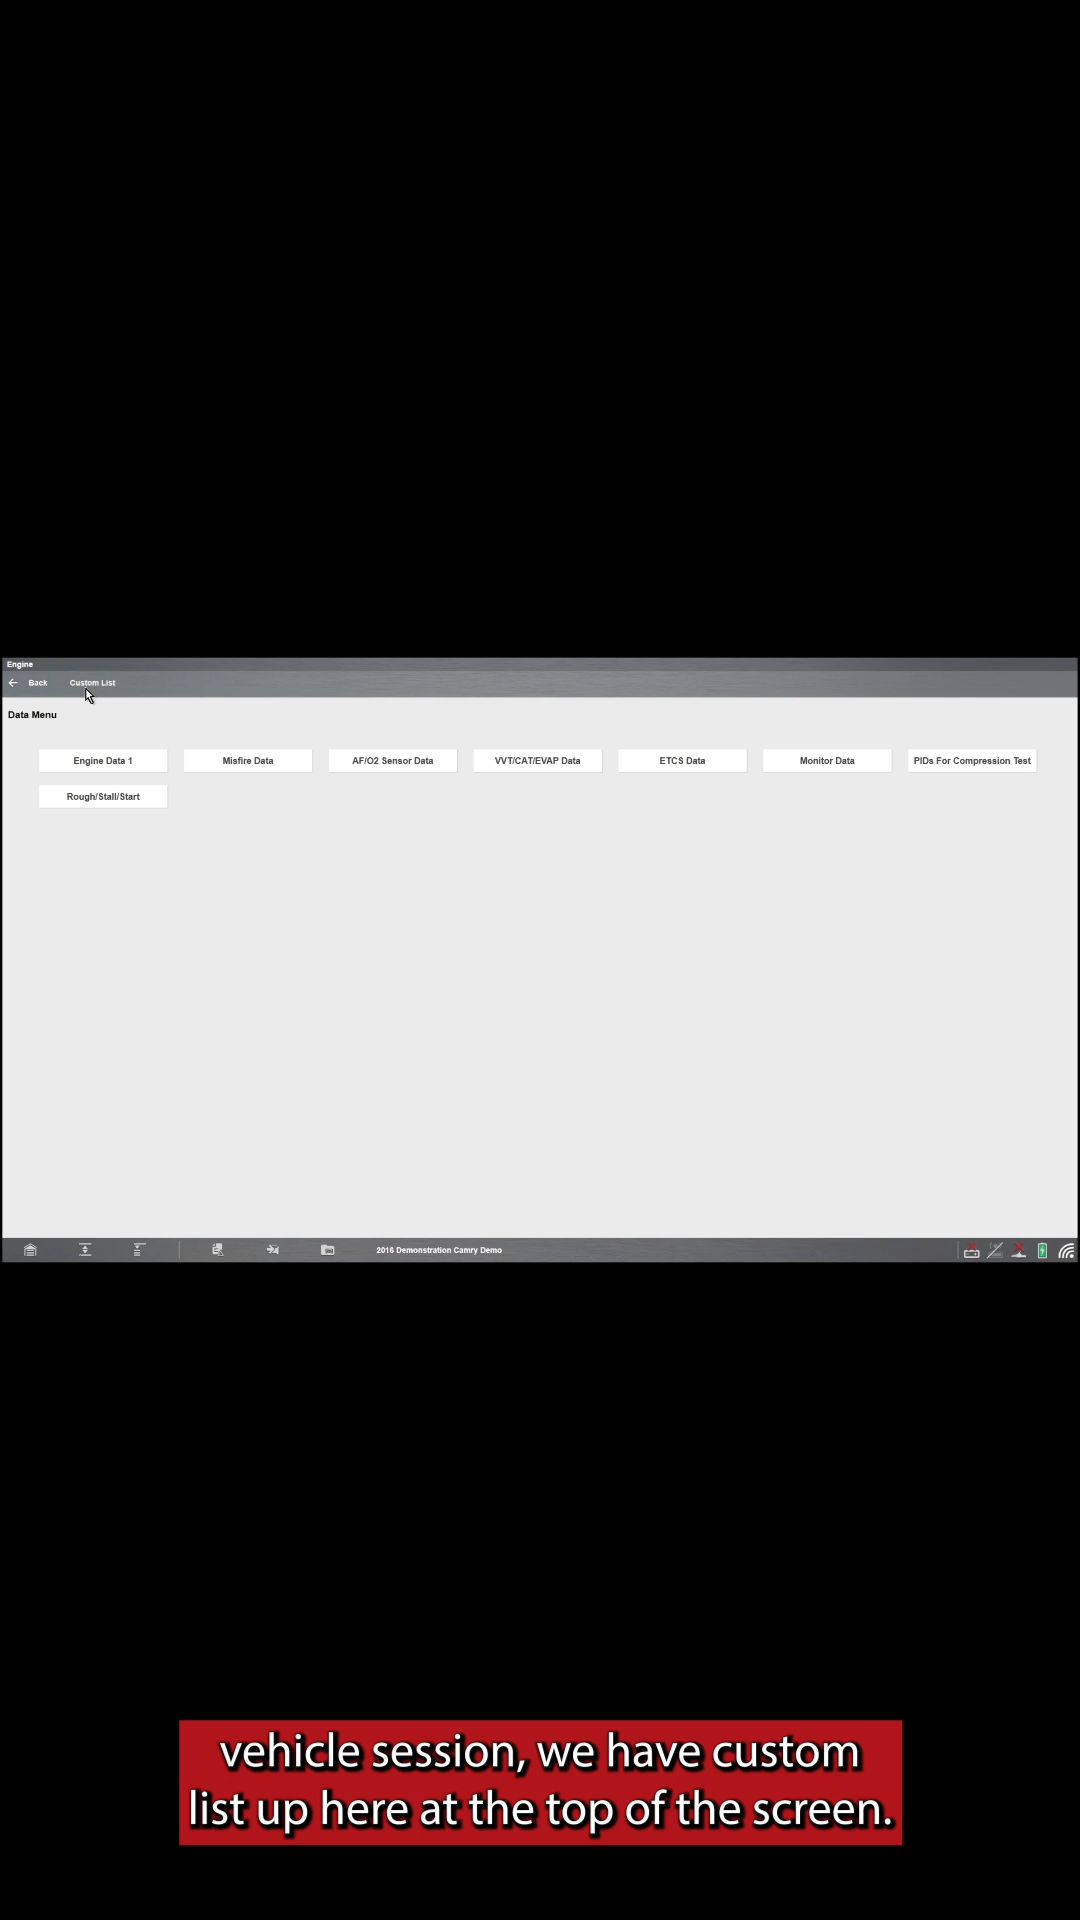 Engine
Back Custom List
Data Menu
Engine Data 1 Misfire Data AF/O2 Sensor Data VVT/CAT/EVAP Data ETCS Data Monitor Data PIDs For Compression Test
Rough/Stall/Start
2016 Demonstration Camry Demo
vehicle session, we have custom
list up here at the top of the screen.